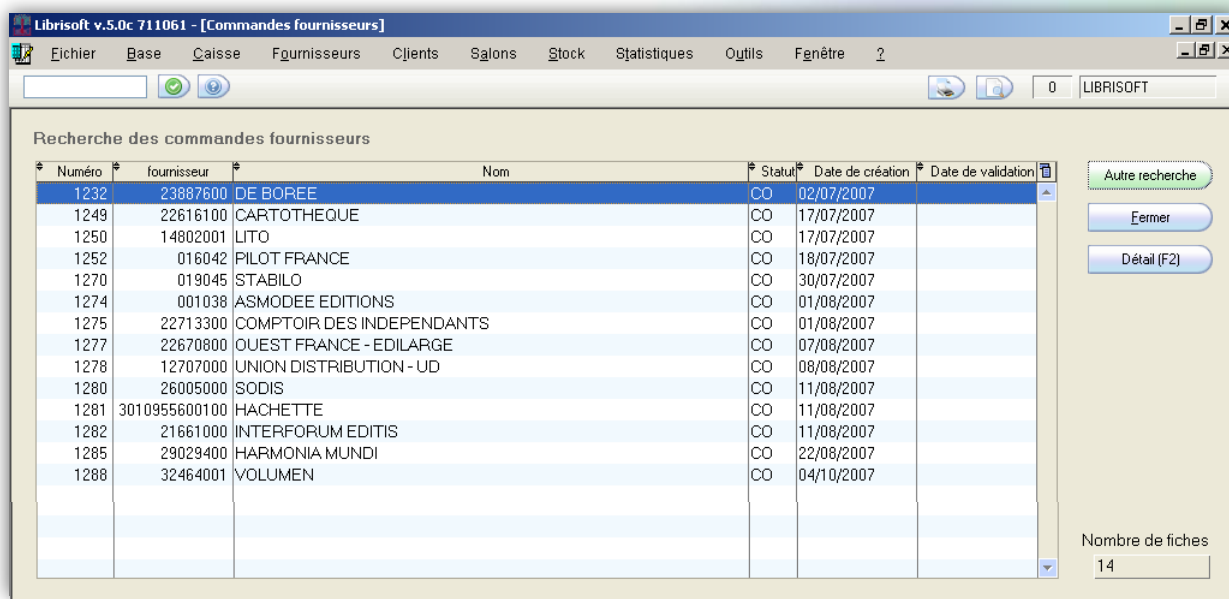 Librisoft v.5.0c 711061 - [Commandes fournisseurs]
Fichier Base Caisse Fournisseurs Clients Salons Stock Statistiques Outils Fenêtre ?
0 LIBRISOFT
Recherche des commandes fournisseurs
Numéro fournisseur Nom Statut Date de création Date de validation
1232 23887600 DE BOREE CO 02/07/2007
1249 22616100 CARTOTHEQUE CO 17/07/2007
1250 14802001 LITO CO 17/07/2007
1252 016042 PILOT FRANCE CO 18/07/2007
1270 019045 STABILO CO 30/07/2007
1274 001038 ASMODEE EDITIONS CO 01/08/2007
1275 22713300 COMPTOIR DES INDEPENDANTS CO 01/08/2007
1277 22670800 OUEST FRANCE - EDILARGE CO 07/08/2007
1278 12707000 UNION DISTRIBUTION - UD CO 08/08/2007
1280 26005000 SODIS CO 11/08/2007
1281 3010955600100 HACHETTE CO 11/08/2007
1282 21661000 INTERFORUM EDITIS CO 11/08/2007
1285 29029400 HARMONIA MUNDI CO 22/08/2007
1288 32464001 VOLUMEN CO 04/10/2007
Autre recherche
Fermer
Détail (F2)
Nombre de fiches
14